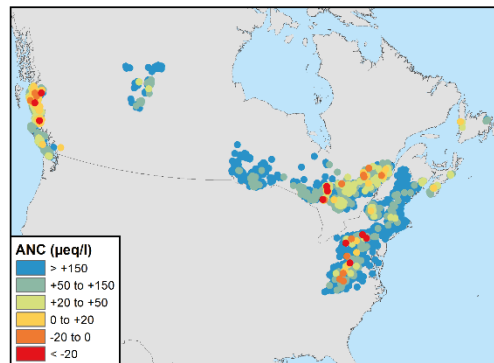 ANC (µeq/l)
> +150
+50 to +150
+20 to +50
0 to +20
-20 to 0
< -20